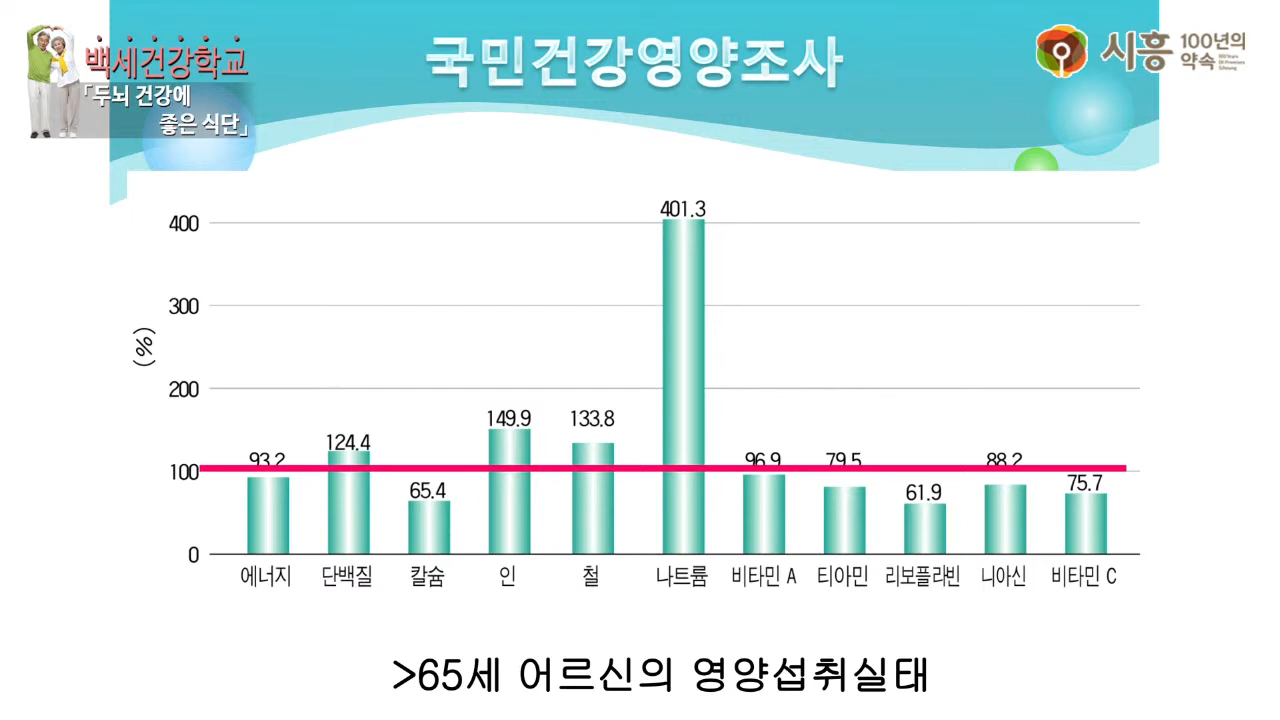 백세건강학교
「두뇌 건강에
좋은 식단」
국민건강영양조사
시흥 100년의
약속
(%)
400
300
200
100
0
93.2
124.4
65.4
149.9
133.8
401.3
96.9
79.5
61.9
88.2
75.7
에너지 단백질 칼슘 인 철 나트륨 비타민 A 티아민 리보플라빈 니아신 비타민 C
>65세 어르신의 영양섭취실태